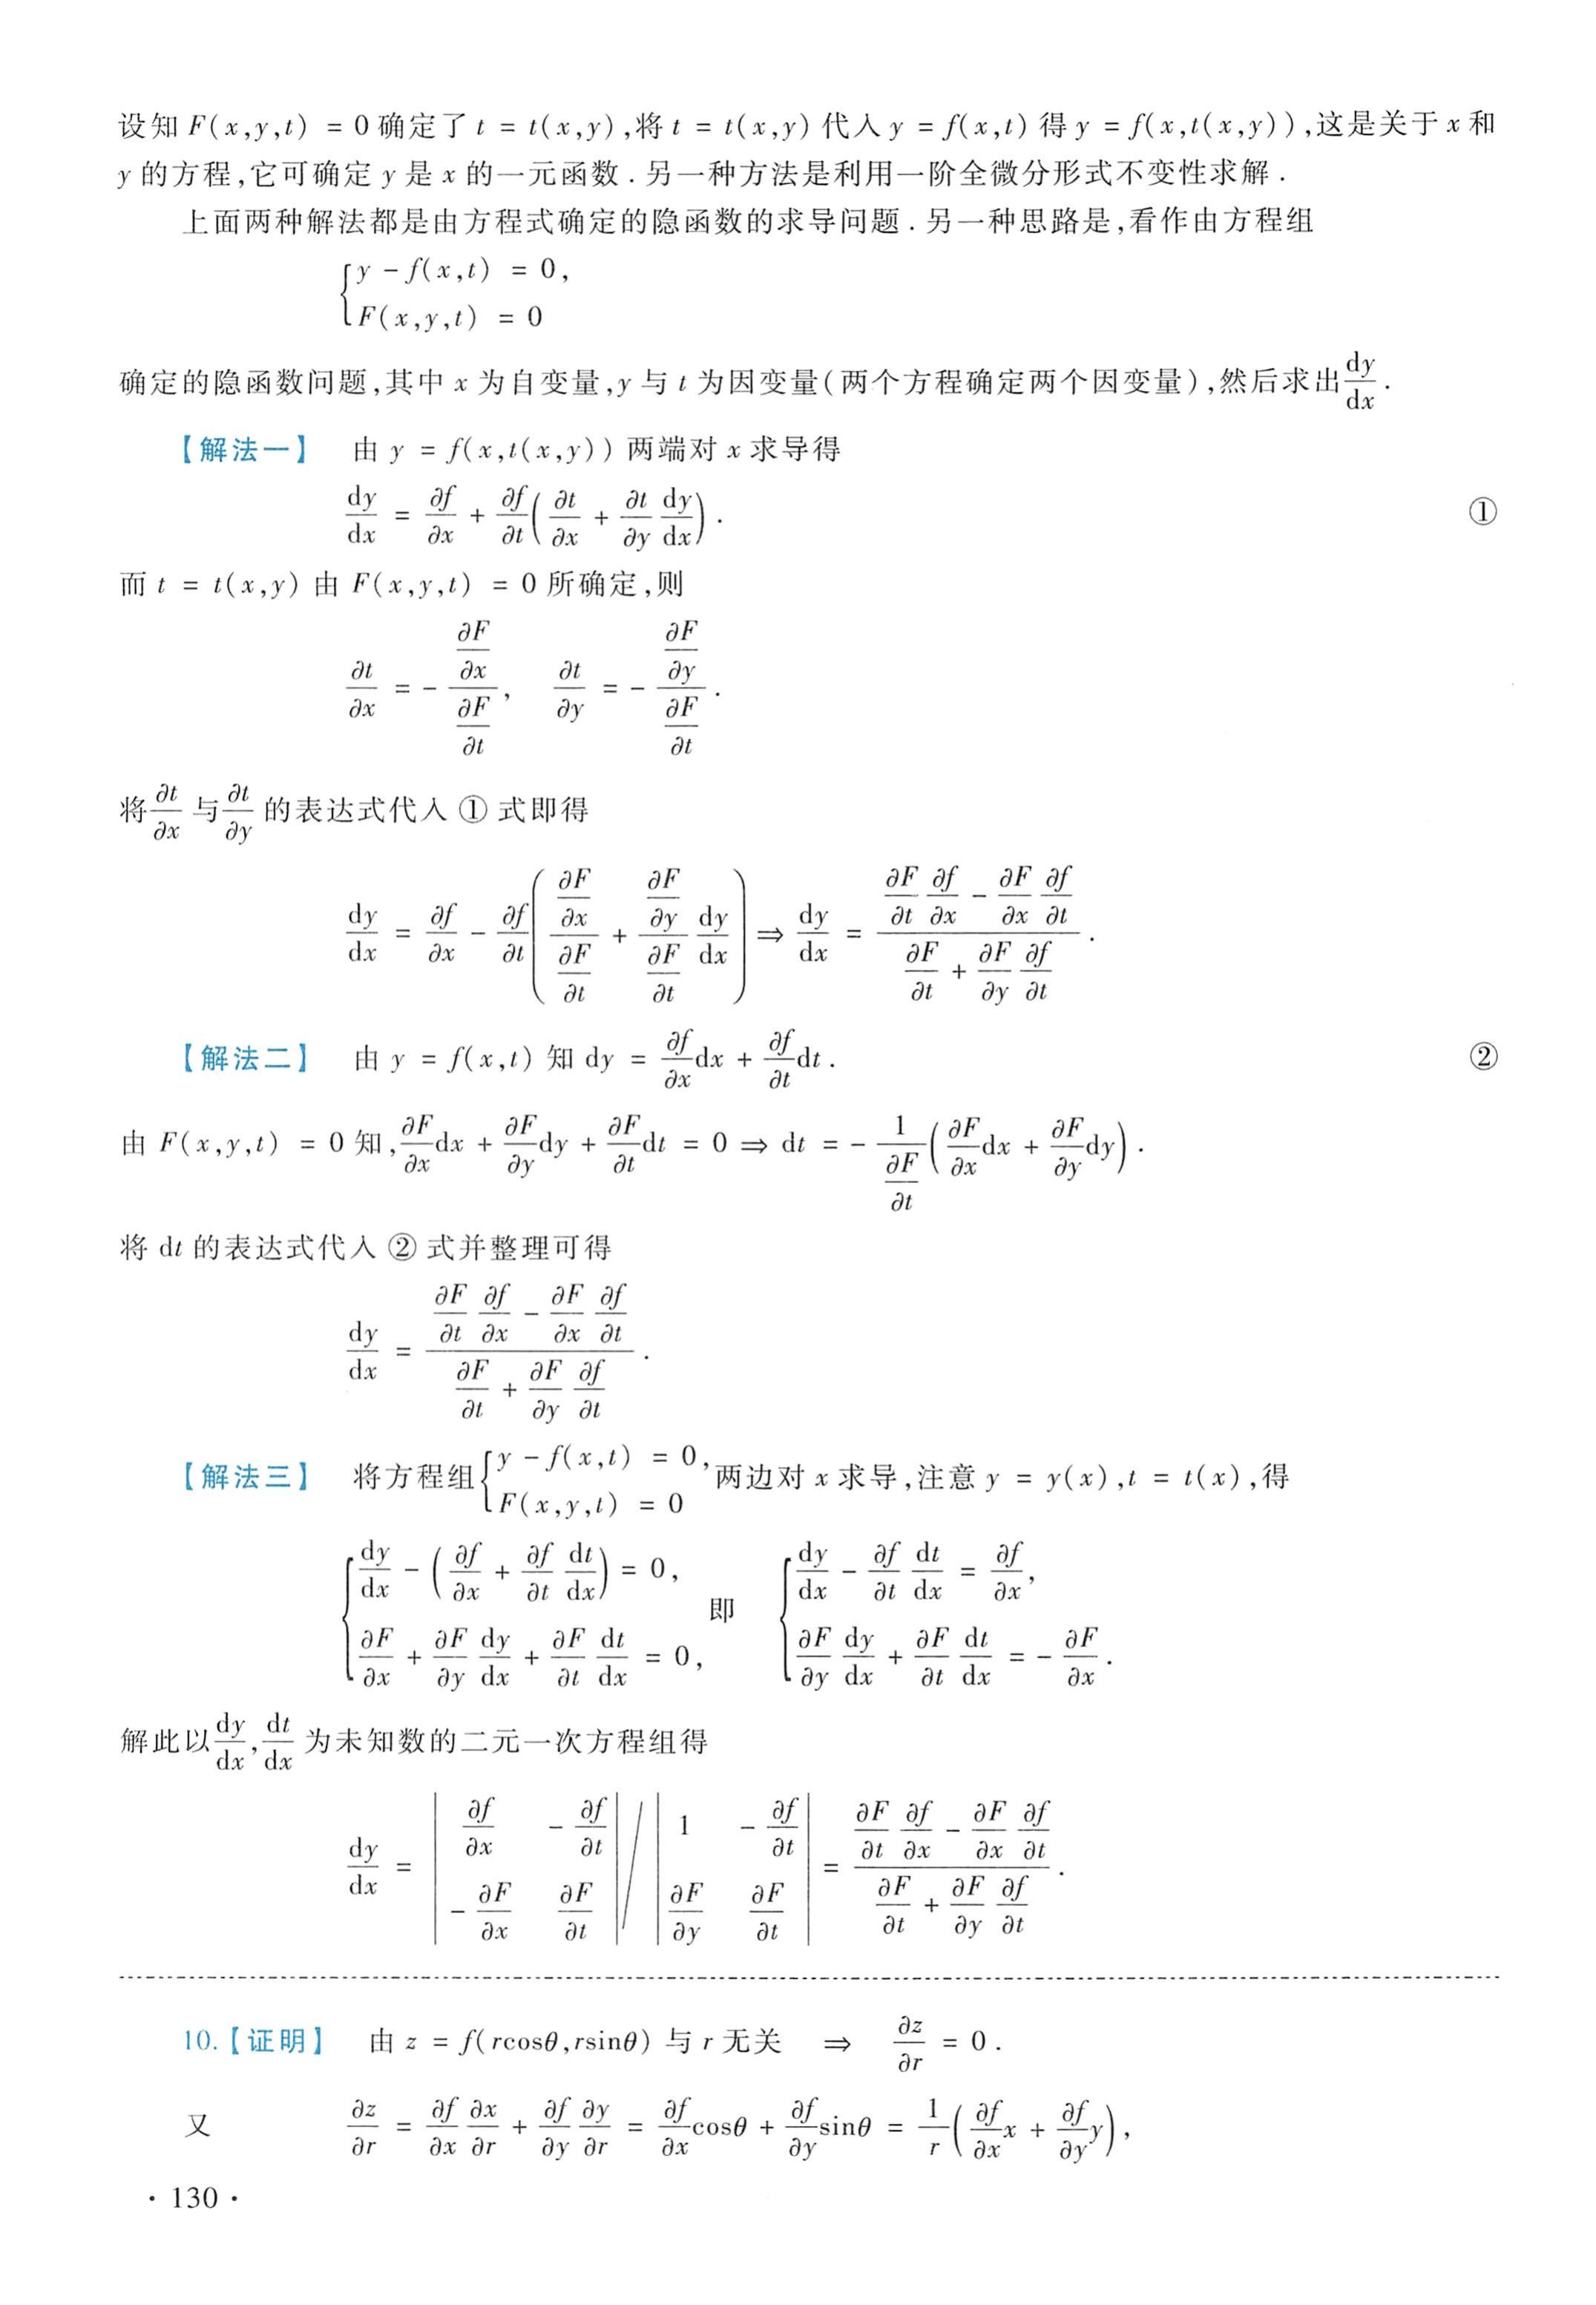 设知 F(x,y,t) = 0 确定了 t = t(x,y),将 t = t(x,y) 代入 y = f(x,t) 得 y = f(x,t(x,y)),这是关于 x 和
y 的方程,它可确定 y 是 x 的一元函数.另一种方法是利用一阶全微分形式不变性求解.
上面两种解法都是由方程式确定的隐函数的求导问题.另一种思路是,看作由方程组
$\begin{cases} y - f(x,t) = 0, \\ F(x,y,t) = 0 \end{cases}$
确定的隐函数问题,其中 x 为自变量,y 与 t 为因变量(两个方程确定两个因变量),然后求出 $\frac{dy}{dx}$.
【解法一】 由 y = f(x,t(x,y)) 两端对 x 求导得
$\frac{dy}{dx} = \frac{\partial f}{\partial x} + \frac{\partial f}{\partial t}\left(\frac{\partial t}{\partial x} + \frac{\partial t}{\partial y}\frac{dy}{dx}\right).$ ①
而 t = t(x,y) 由 F(x,y,t) = 0 所确定,则
$\frac{\partial t}{\partial x} = -\frac{\frac{\partial F}{\partial x}}{\frac{\partial F}{\partial t}}, \quad \frac{\partial t}{\partial y} = -\frac{\frac{\partial F}{\partial y}}{\frac{\partial F}{\partial t}}.$
将 $\frac{\partial t}{\partial x}$ 与 $\frac{\partial t}{\partial y}$ 的表达式代入 ① 式即得
$\frac{dy}{dx} = \frac{\partial f}{\partial x} - \frac{\partial f}{\partial t}\left(\frac{\frac{\partial F}{\partial x}}{\frac{\partial F}{\partial t}} + \frac{\frac{\partial F}{\partial y}}{\frac{\partial F}{\partial t}}\frac{dy}{dx}\right) \Rightarrow \frac{dy}{dx} = \frac{\frac{\partial F}{\partial t}\frac{\partial f}{\partial x} - \frac{\partial F}{\partial x}\frac{\partial f}{\partial t}}{\frac{\partial F}{\partial t} + \frac{\partial F}{\partial y}\frac{\partial f}{\partial t}}.$
【解法二】 由 y = f(x,t) 知 $dy = \frac{\partial f}{\partial x}dx + \frac{\partial f}{\partial t}dt.$ ②
由 F(x,y,t) = 0 知,$\frac{\partial F}{\partial x}dx + \frac{\partial F}{\partial y}dy + \frac{\partial F}{\partial t}dt = 0 \Rightarrow dt = -\frac{1}{\frac{\partial F}{\partial t}}\left(\frac{\partial F}{\partial x}dx + \frac{\partial F}{\partial y}dy\right).$
将 dt 的表达式代入 ② 式并整理可得
$\frac{dy}{dx} = \frac{\frac{\partial F}{\partial t}\frac{\partial f}{\partial x} - \frac{\partial F}{\partial x}\frac{\partial f}{\partial t}}{\frac{\partial F}{\partial t} + \frac{\partial F}{\partial y}\frac{\partial f}{\partial t}}.$
【解法三】 将方程组 $\begin{cases} y - f(x,t) = 0, \\ F(x,y,t) = 0 \end{cases}$ 两边对 x 求导,注意 y = y(x),t = t(x),得
$\begin{cases} \frac{dy}{dx} - \left(\frac{\partial f}{\partial x} + \frac{\partial f}{\partial t}\frac{dt}{dx}\right) = 0, \\ \frac{\partial F}{\partial x} + \frac{\partial F}{\partial y}\frac{dy}{dx} + \frac{\partial F}{\partial t}\frac{dt}{dx} = 0, \end{cases}$ 即 $\begin{cases} \frac{dy}{dx} - \frac{\partial f}{\partial t}\frac{dt}{dx} = \frac{\partial f}{\partial x}, \\ \frac{\partial F}{\partial y}\frac{dy}{dx} + \frac{\partial F}{\partial t}\frac{dt}{dx} = -\frac{\partial F}{\partial x}. \end{cases}$
解此以 $\frac{dy}{dx}, \frac{dt}{dx}$ 为未知数的二元一次方程组得
$\frac{dy}{dx} = \begin{vmatrix} \frac{\partial f}{\partial x} & -\frac{\partial f}{\partial t} \\ -\frac{\partial F}{\partial x} & \frac{\partial F}{\partial t} \end{vmatrix} \Big/ \begin{vmatrix} 1 & -\frac{\partial f}{\partial t} \\ \frac{\partial F}{\partial y} & \frac{\partial F}{\partial t} \end{vmatrix} = \frac{\frac{\partial F}{\partial t}\frac{\partial f}{\partial x} - \frac{\partial F}{\partial x}\frac{\partial f}{\partial t}}{\frac{\partial F}{\partial t} + \frac{\partial F}{\partial y}\frac{\partial f}{\partial t}}.$
10.【证明】 由 z = f(rcosθ,rsinθ) 与 r 无关 ⇒ $\frac{\partial z}{\partial r} = 0.$
又 $\frac{\partial z}{\partial r} = \frac{\partial f}{\partial x}\frac{\partial x}{\partial r} + \frac{\partial f}{\partial y}\frac{\partial y}{\partial r} = \frac{\partial f}{\partial x}\cos\theta + \frac{\partial f}{\partial y}\sin\theta = \frac{1}{r}\left(\frac{\partial f}{\partial x}x + \frac{\partial f}{\partial y}y\right),$
· 130 ·